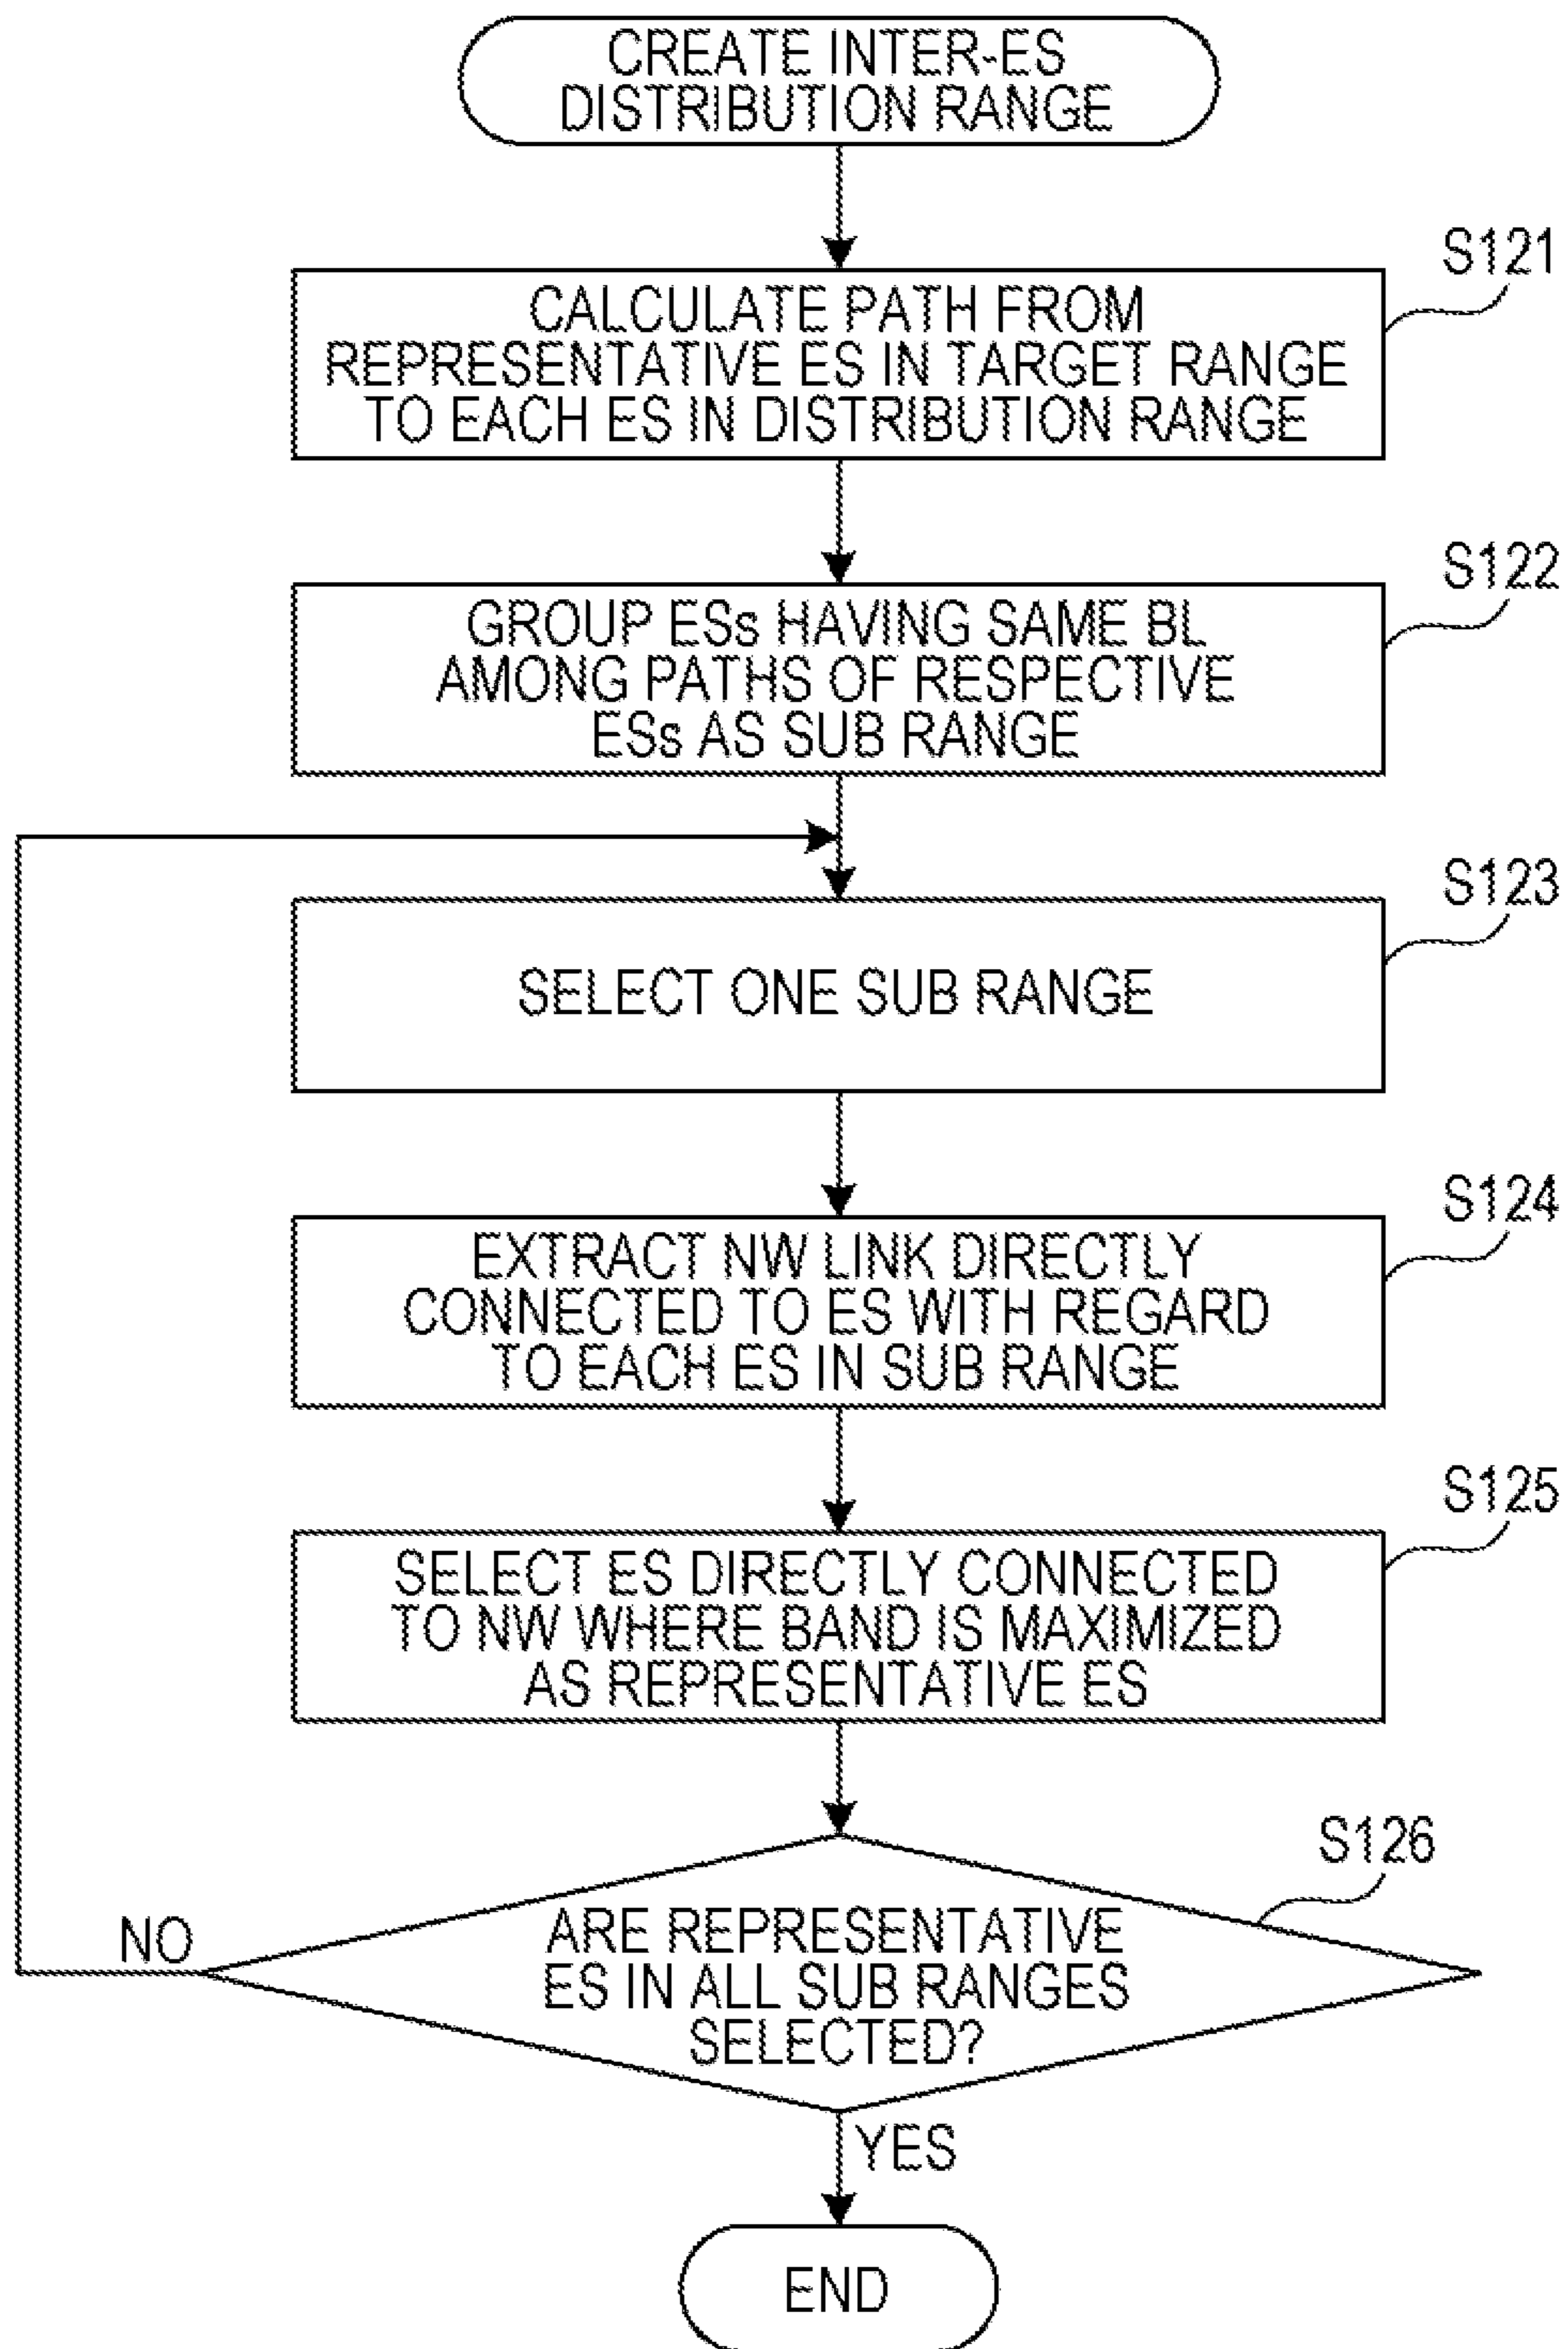 CREATE INTER-ES
DISTRIBUTION RANGE
S121
CALCULATE PATH FROM
REPRESENTATIVE ES IN TARGET RANGE
TO EACH ES IN DISTRIBUTION RANGE
S122
GROUP ESs HAVING SAME BL
AMONG PATHS OF RESPECTIVE
ESs AS SUB RANGE
S123
SELECT ONE SUB RANGE
S124
EXTRACT NW LINK DIRECTLY
CONNECTED TO ES WITH REGARD
TO EACH ES IN SUB RANGE
S125
SELECT ES DIRECTLY CONNECTED
TO NW WHERE BAND IS MAXIMIZED
AS REPRESENTATIVE ES
S126
NO
ARE REPRESENTATIVE
ES IN ALL SUB RANGES
SELECTED?
YES
END